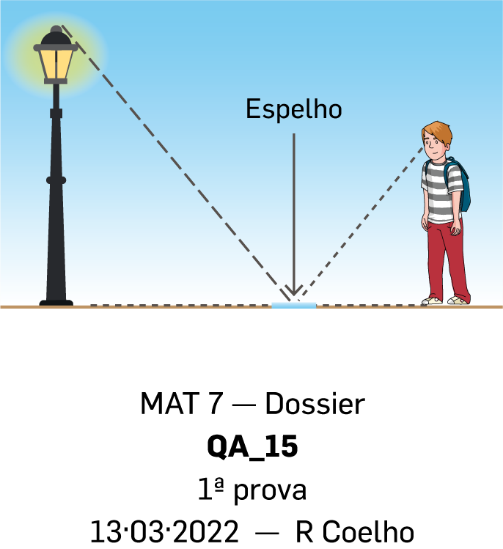 Espelho
MAT 7 — Dossier
QA_15
1ª prova
13·03·2022 — R Coelho